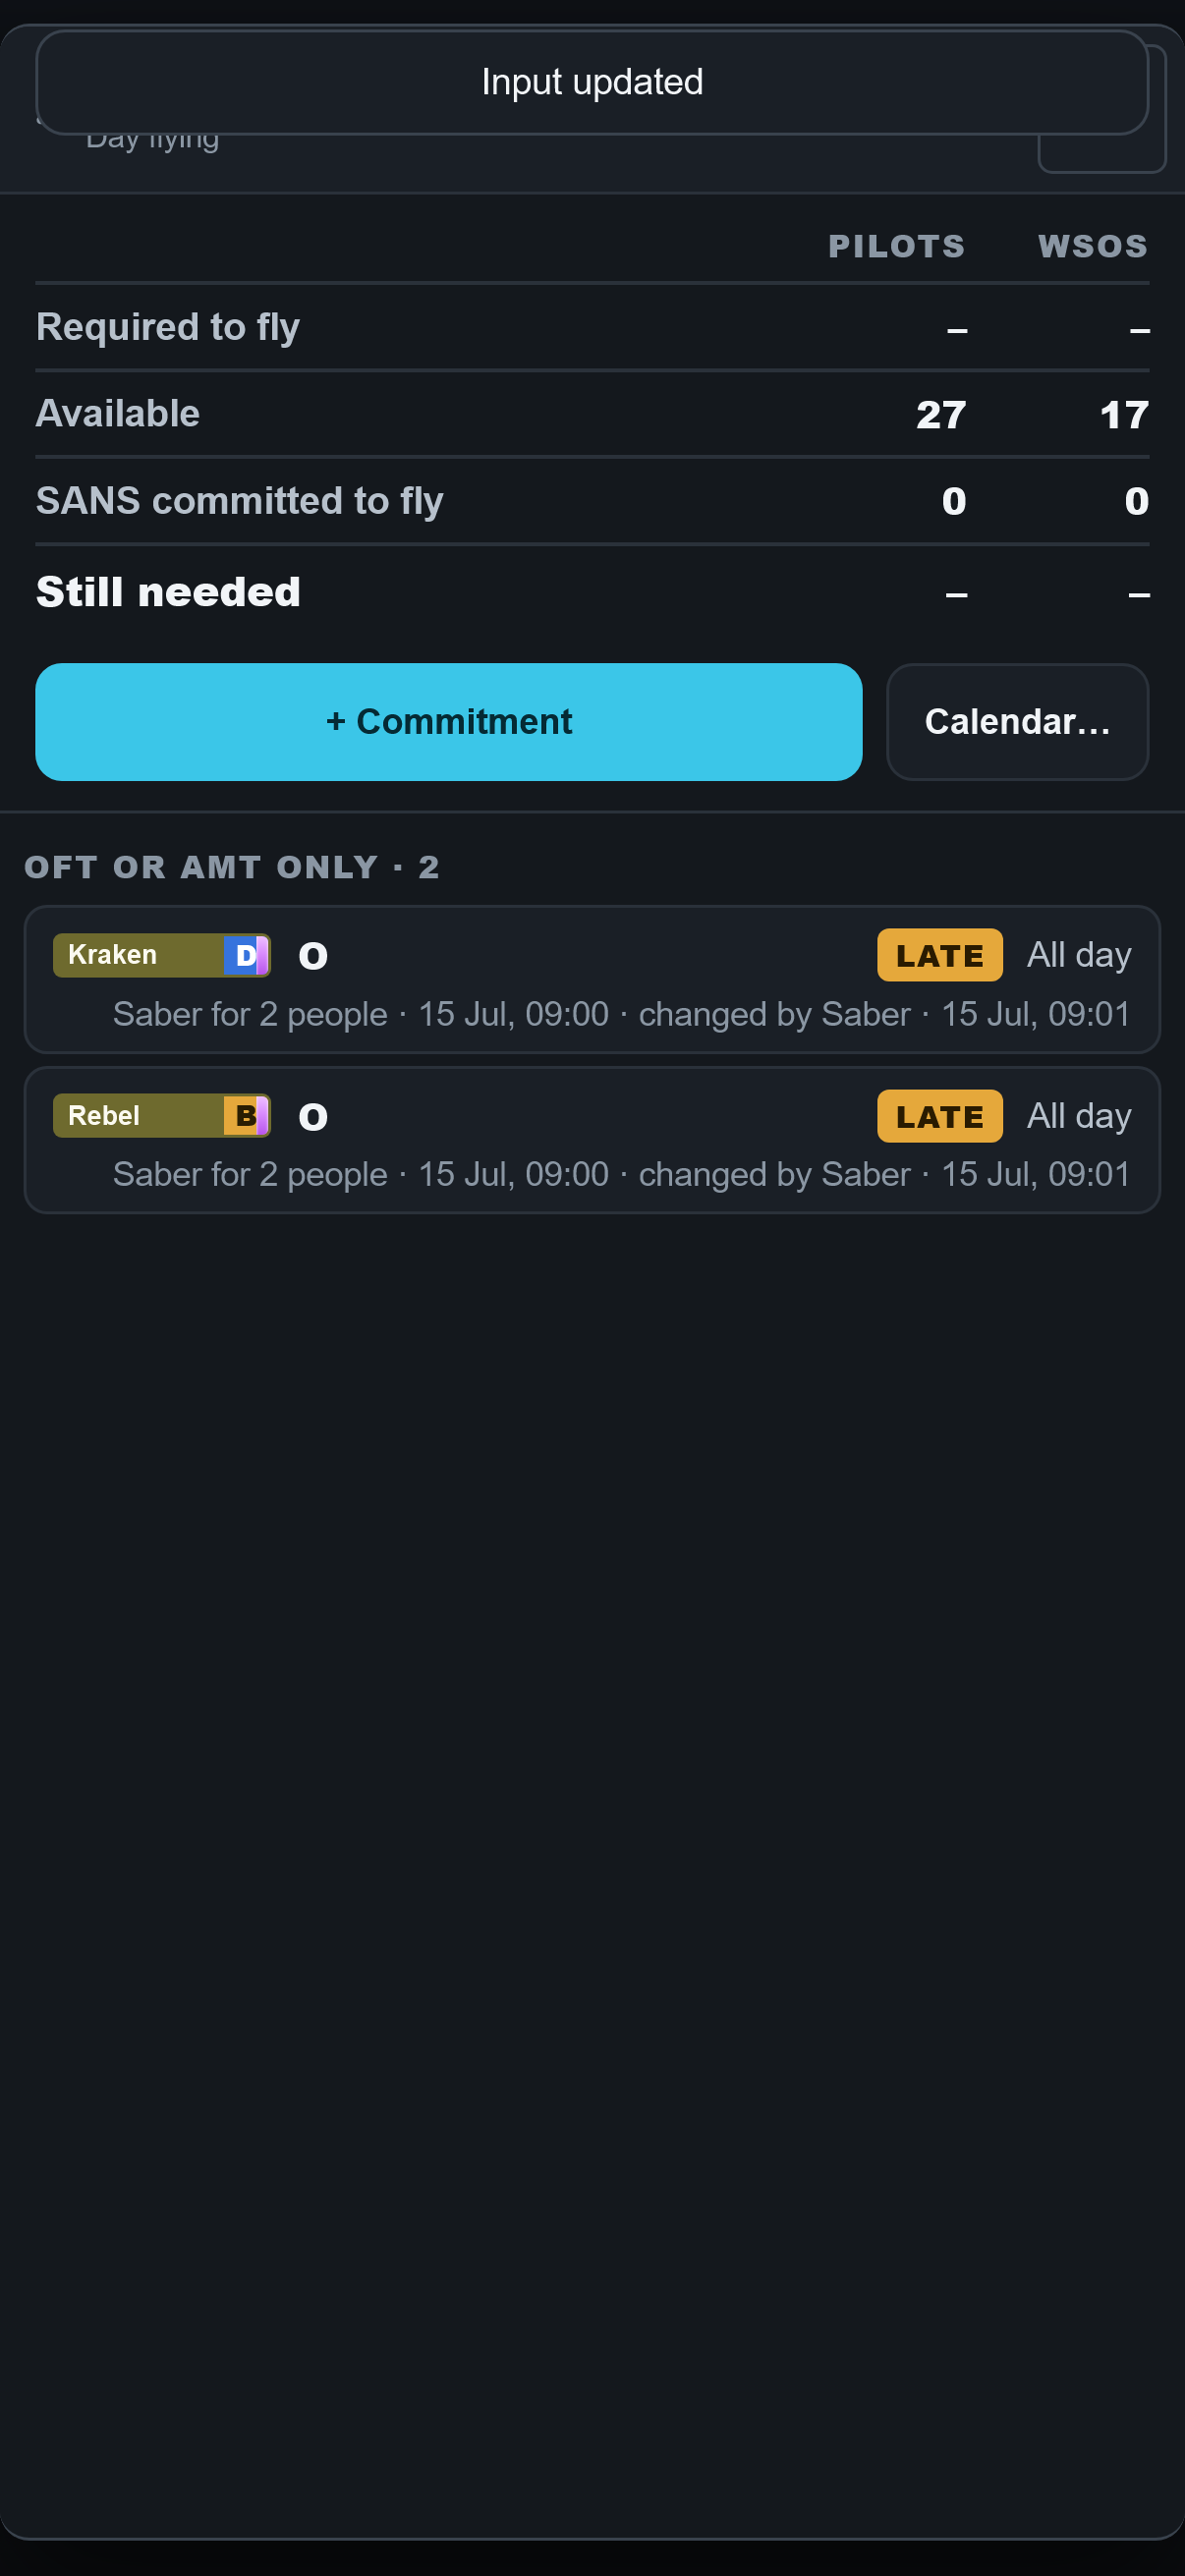 Input updated
Day flying
PILOTS WSOS
Required to fly – –
Available 27 17
SANS committed to fly 0 0
Still needed – –
+ Commitment Calendar...
OFT OR AMT ONLY · 2
Kraken D O LATE All day
Saber for 2 people · 15 Jul, 09:00 · changed by Saber · 15 Jul, 09:01
Rebel B O LATE All day
Saber for 2 people · 15 Jul, 09:00 · changed by Saber · 15 Jul, 09:01